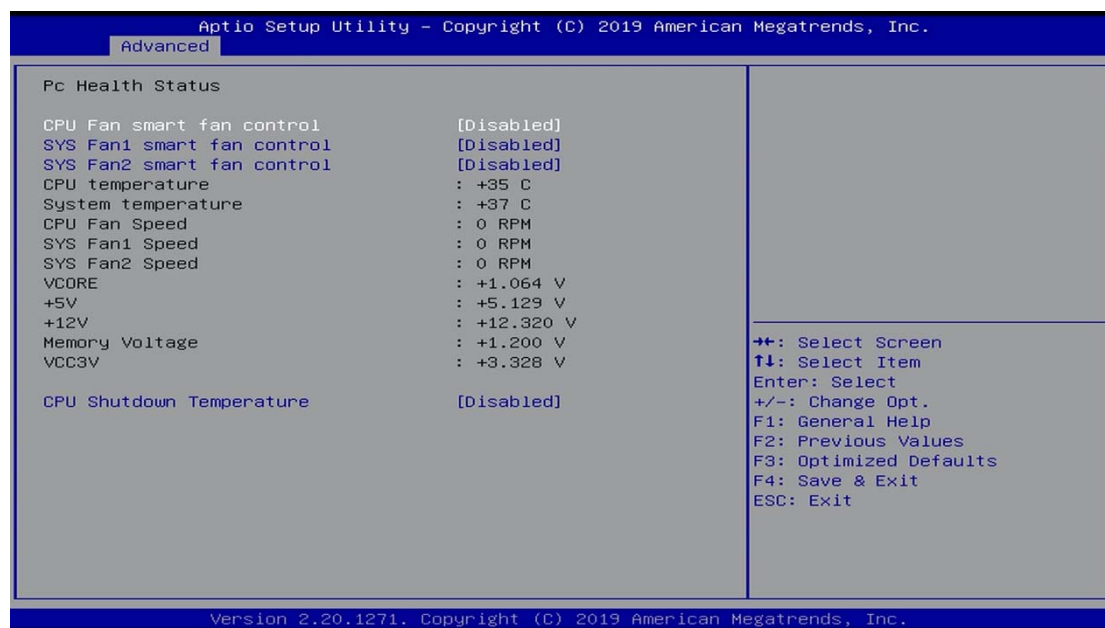 Aptio Setup Utility – Copyright (C) 2019 American Megatrends, Inc.
Advanced
Pc Health Status
CPU Fan smart fan control [Disabled]
SYS Fan1 smart fan control [Disabled]
SYS Fan2 smart fan control [Disabled]
CPU temperature : +35 C
System temperature : +37 C
CPU Fan Speed : 0 RPM
SYS Fan1 Speed : 0 RPM
SYS Fan2 Speed : 0 RPM
VCORE : +1.064 V
+5V : +5.129 V
+12V : +12.320 V
Memory Voltage : +1.200 V
VCC3V : +3.328 V
CPU Shutdown Temperature [Disabled]
→←: Select Screen
↑↓: Select Item
Enter: Select
+/-: Change Opt.
F1: General Help
F2: Previous Values
F3: Optimized Defaults
F4: Save & Exit
ESC: Exit
Version 2.20.1271. Copyright (C) 2019 American Megatrends, Inc.